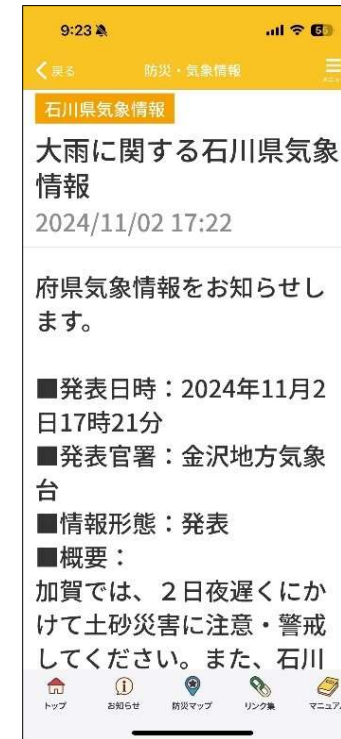 9:23
戻る 防災・気象情報
石川県気象情報
大雨に関する石川県気象
情報
2024/11/02 17:22
府県気象情報をお知らせし
ます。
■発表日時：2024年11月2
日17時21分
■発表官署：金沢地方気象
台
■情報形態：発表
■概要：
加賀では、２日夜遅くにか
けて土砂災害に注意・警戒
してください。また、石川
トップ お知らせ 防災マップ リンク集 マニュア